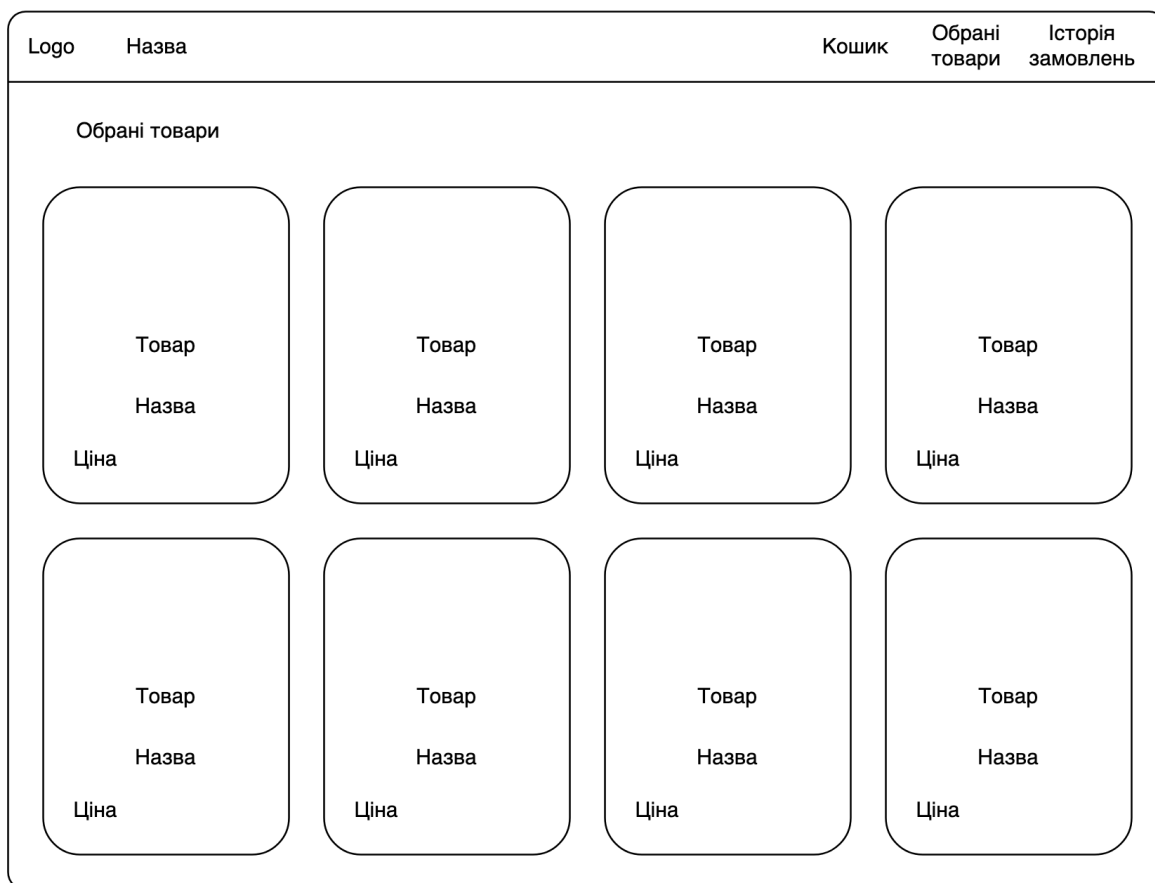 Logo Назва Кошик Обрані товари Історія замовлень
Обрані товари
Товар Товар Товар Товар
Назва Назва Назва Назва
Ціна Ціна Ціна Ціна
Товар Товар Товар Товар
Назва Назва Назва Назва
Ціна Ціна Ціна Ціна